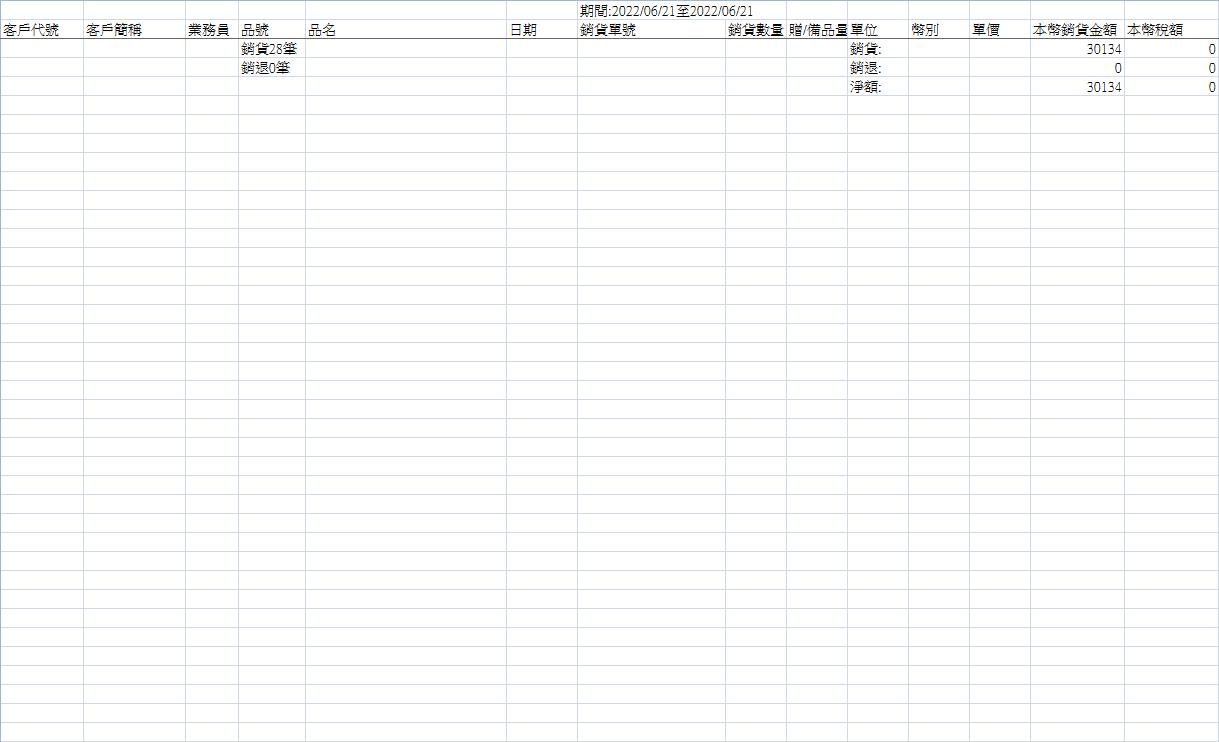 期間:2022/06/21至2022/06/21
客戶代號 客戶簡稱 業務員 品號 品名 日期 銷貨單號 銷貨數量 贈/備品量 單位 幣別 單價 本幣銷貨金額 本幣稅額
銷貨28筆 銷貨: 30134 0
銷退0筆 銷退: 0 0
淨額: 30134 0